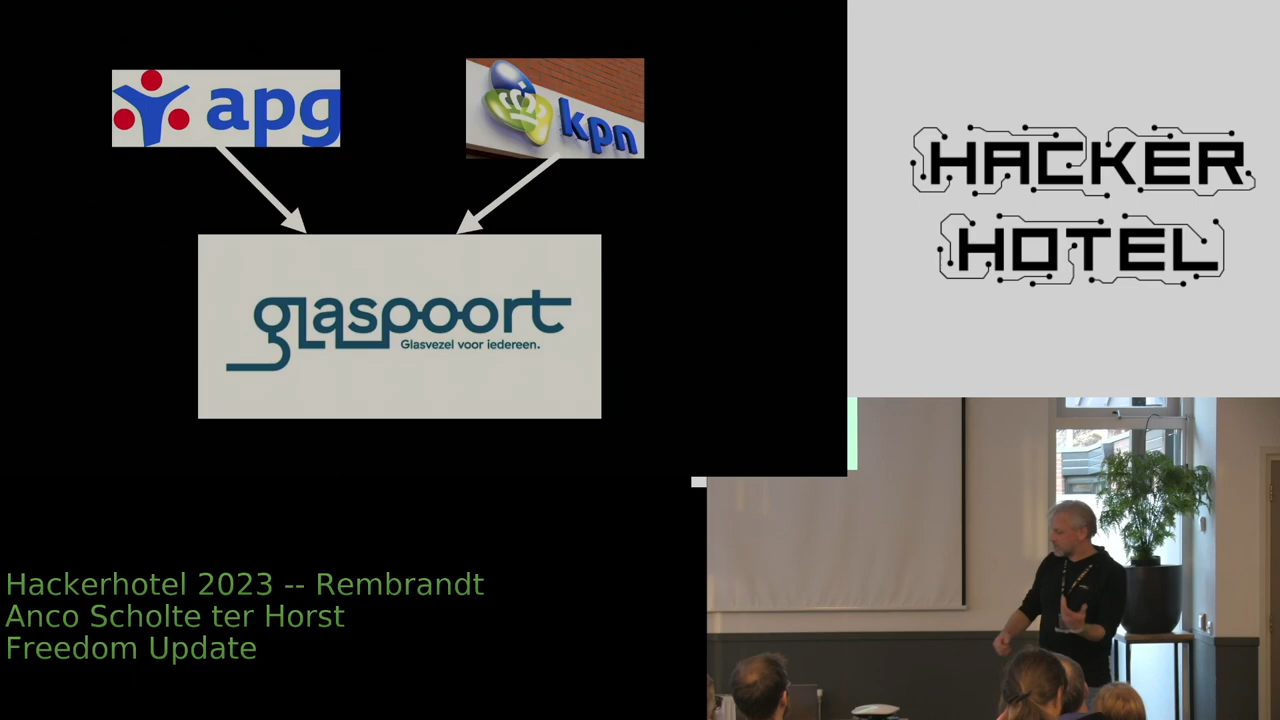 apg
kpn
glaspoort
Glasvezel voor iedereen.
HACKER
HOTEL
Hackerhotel 2023 -- Rembrandt
Anco Scholte ter Horst
Freedom Update